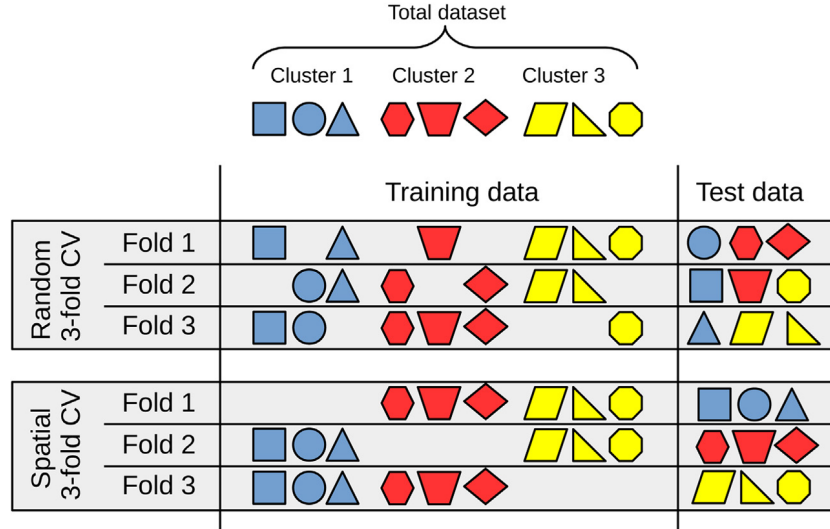 Total dataset
Cluster 1 Cluster 2 Cluster 3
Training data Test data
Random
3-fold CV
Fold 1
Fold 2
Fold 3
Spatial
3-fold CV
Fold 1
Fold 2
Fold 3